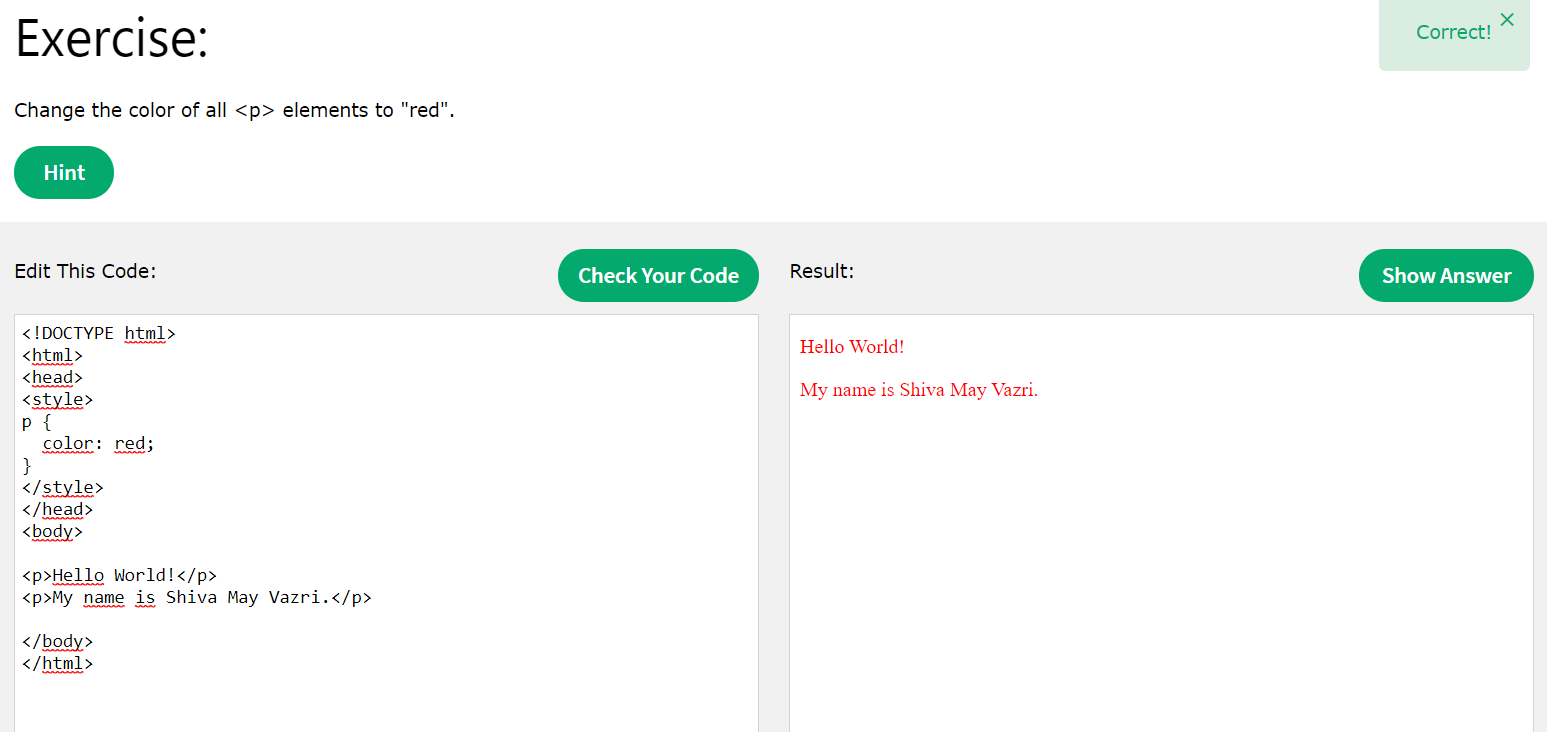 Exercise:
Correct!
×
Change the color of all <p> elements to "red".
Hint
Edit This Code:
Check Your Code
Result:
Show Answer
<!DOCTYPE html>
<html>
<head>
<style>
p {
  color: red;
}
</style>
</head>
<body>
<p>Hello World!</p>
<p>My name is Shiva May Vazri.</p>
</body>
</html>
Hello World!
My name is Shiva May Vazri.